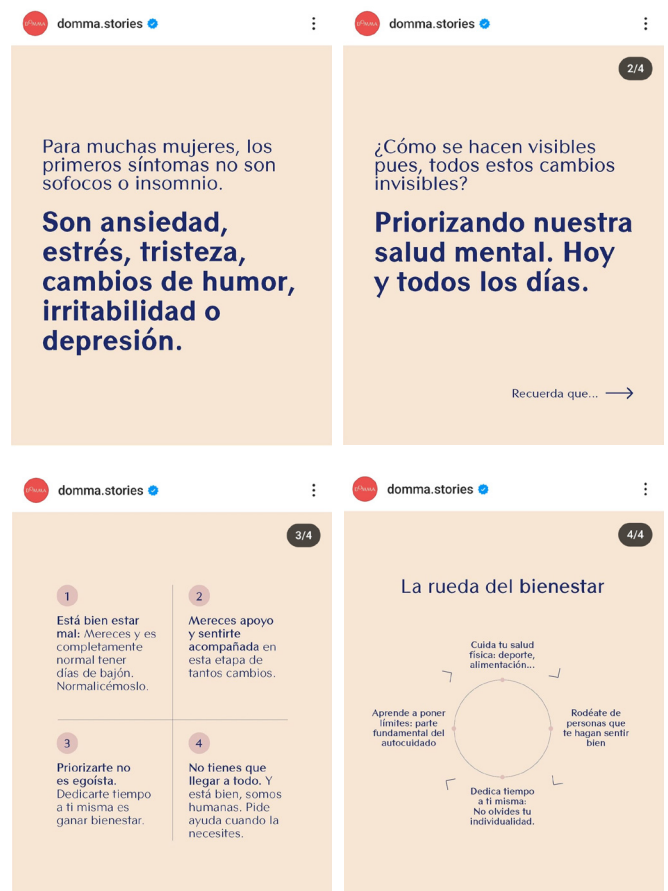 domma.stories
Para muchas mujeres, los
primeros síntomas no son
sofocos o insomnio.
Son ansiedad,
estrés, tristeza,
cambios de humor,
irritabilidad o
depresión.
domma.stories
2/4
¿Cómo se hacen visibles
pues, todos estos cambios
invisibles?
Priorizando nuestra
salud mental. Hoy
y todos los días.
Recuerda que...
domma.stories
3/4
1
Está bien estar
mal: Mereces y es
completamente
normal tener
días de bajón.
Normalicémoslo.
2
Mereces apoyo
y sentirte
acompañada en
esta etapa de
tantos cambios.
3
Priorizarte no
es egoísta.
Dedicarte tiempo
a ti misma es
ganar bienestar.
4
No tienes que
llegar a todo. Y
está bien, somos
humanas. Pide
ayuda cuando la
necesites.
domma.stories
4/4
La rueda del bienestar
Cuida tu salud
física: deporte,
alimentación...
Rodéate de
personas que
te hagan sentir
bien
Dedica tiempo
a ti misma:
No olvides tu
individualidad.
Aprende a poner
límites: parte
fundamental del
autocuidado